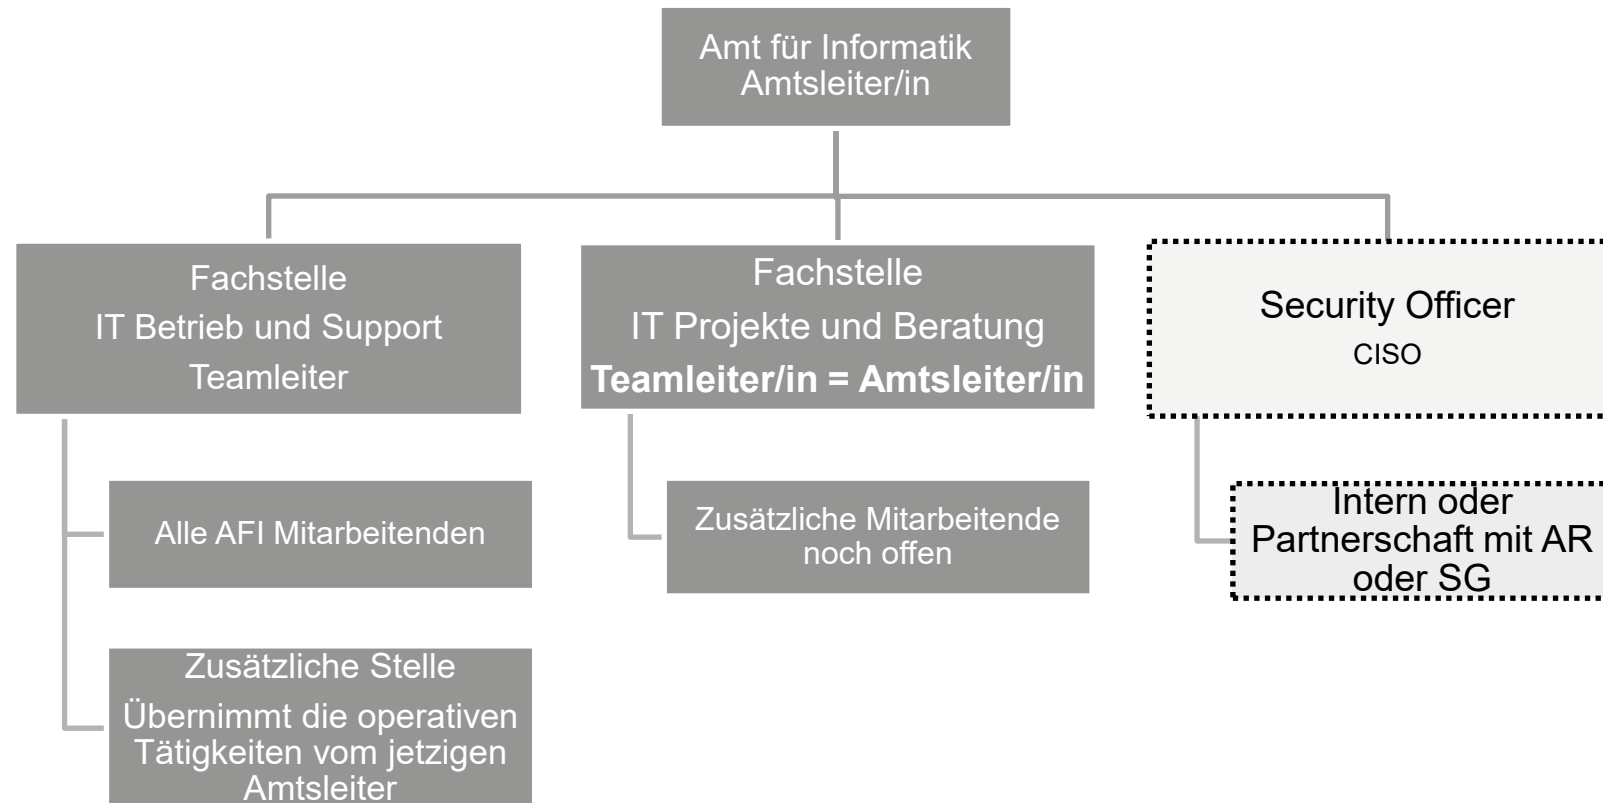 Amt für Informatik
Amtsleiter/in
Fachstelle
IT Betrieb und Support
Teamleiter
Fachstelle
IT Projekte und Beratung
Teamleiter/in = Amtsleiter/in
Security Officer
CISO
Alle AFI Mitarbeitenden
Zusätzliche Mitarbeitende
noch offen
Intern oder
Partnerschaft mit AR
oder SG
Zusätzliche Stelle
Übernimmt die operativen
Tätigkeiten vom jetzigen
Amtsleiter